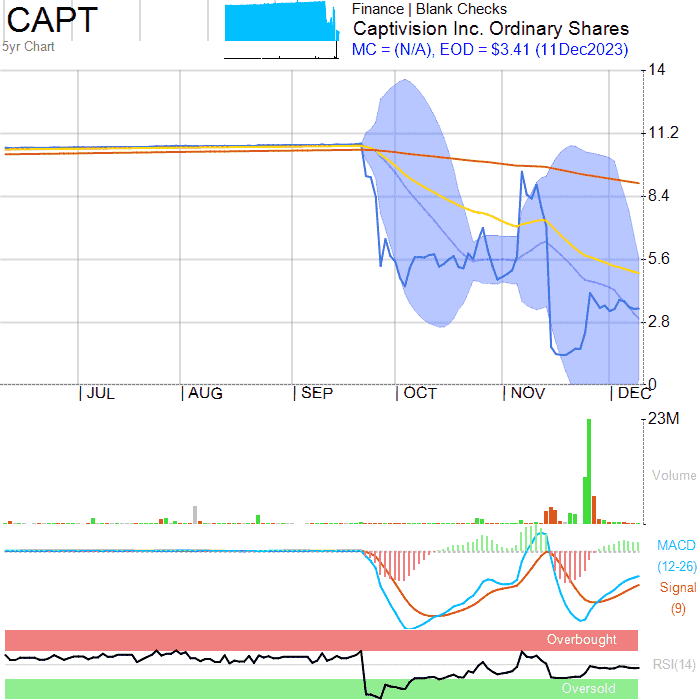 CAPT
5yr Chart
Finance | Blank Checks
Captivision Inc. Ordinary Shares
MC = (N/A), EOD = $3.41 (11Dec2023)
14
11.2
8.4
5.6
2.8
0
| JUL | AUG | SEP | OCT | NOV | DEC
23M
Volume
MACD
(12-26)
Signal
(9)
Overbought
RSI(14)
Oversold